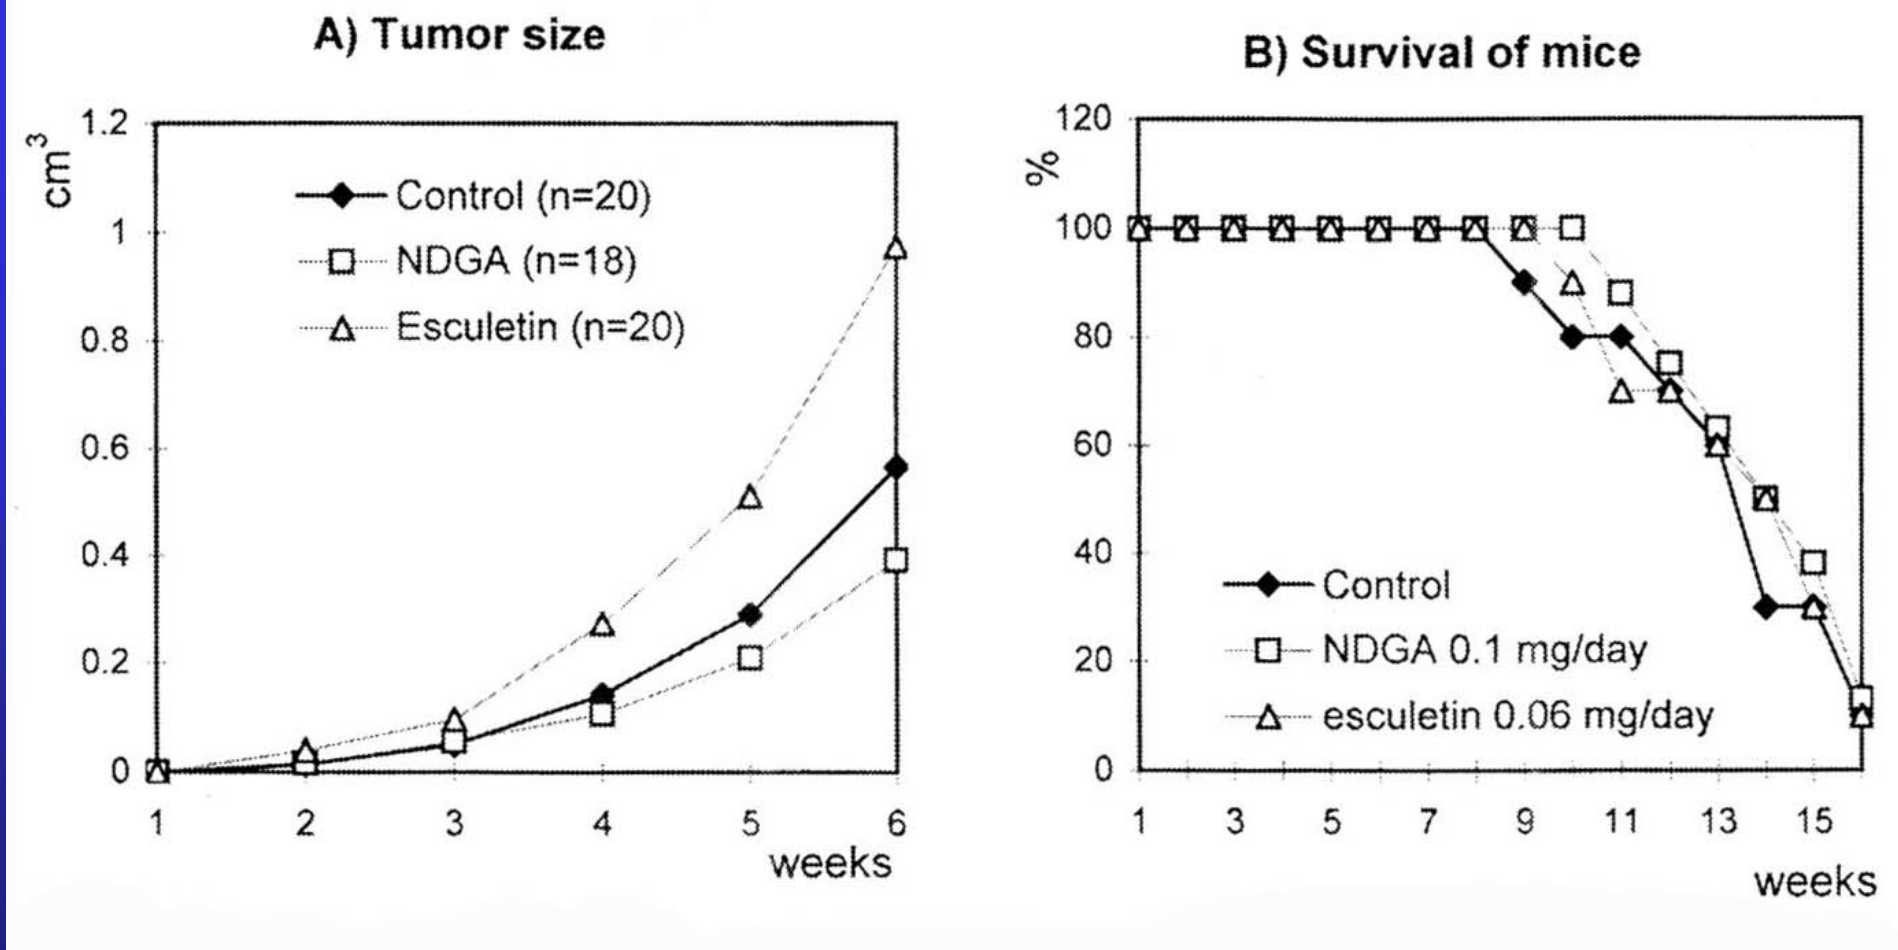 A) Tumor size
cm³
1.2
1
0.8
0.6
0.4
0.2
0
Control (n=20)
NDGA (n=18)
Esculetin (n=20)
1 2 3 4 5 6
weeks
B) Survival of mice
%
120
100
80
60
40
20
0
Control
NDGA 0.1 mg/day
esculetin 0.06 mg/day
1 3 5 7 9 11 13 15
weeks